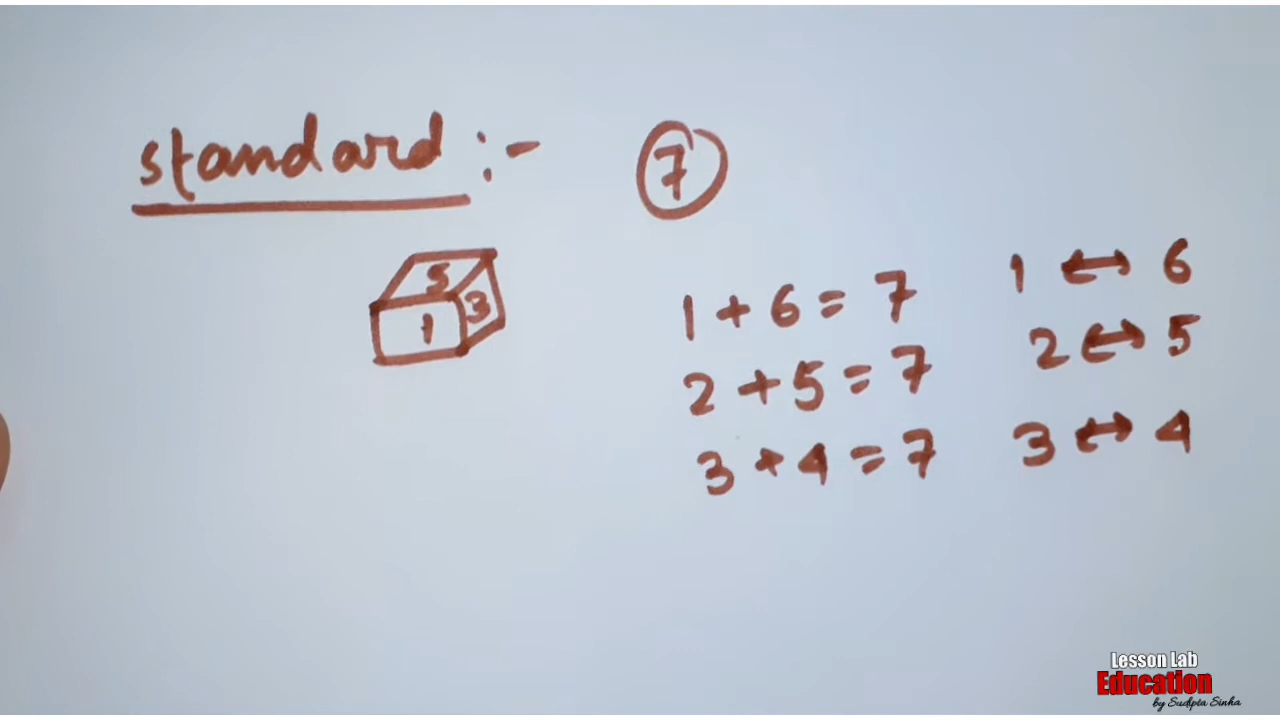 standard :-
7
5
1
3
1 + 6 = 7
2 + 5 = 7
3 + 4 = 7
1 ↔ 6
2 ↔ 5
3 ↔ 4
Lesson Lab
Education
by Sudipta Sinha